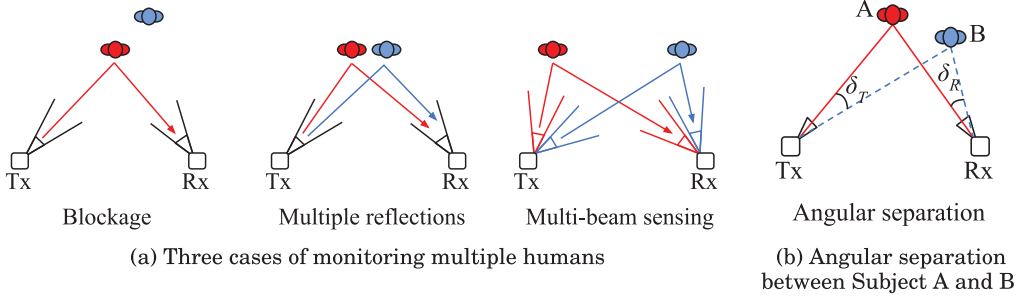 Tx
Rx
Blockage
Tx
Rx
Multiple reflections
Tx
Rx
Multi-beam sensing
(a) Three cases of monitoring multiple humans
A
B
δT
δR
Tx
Rx
Angular separation
(b) Angular separation
between Subject A and B